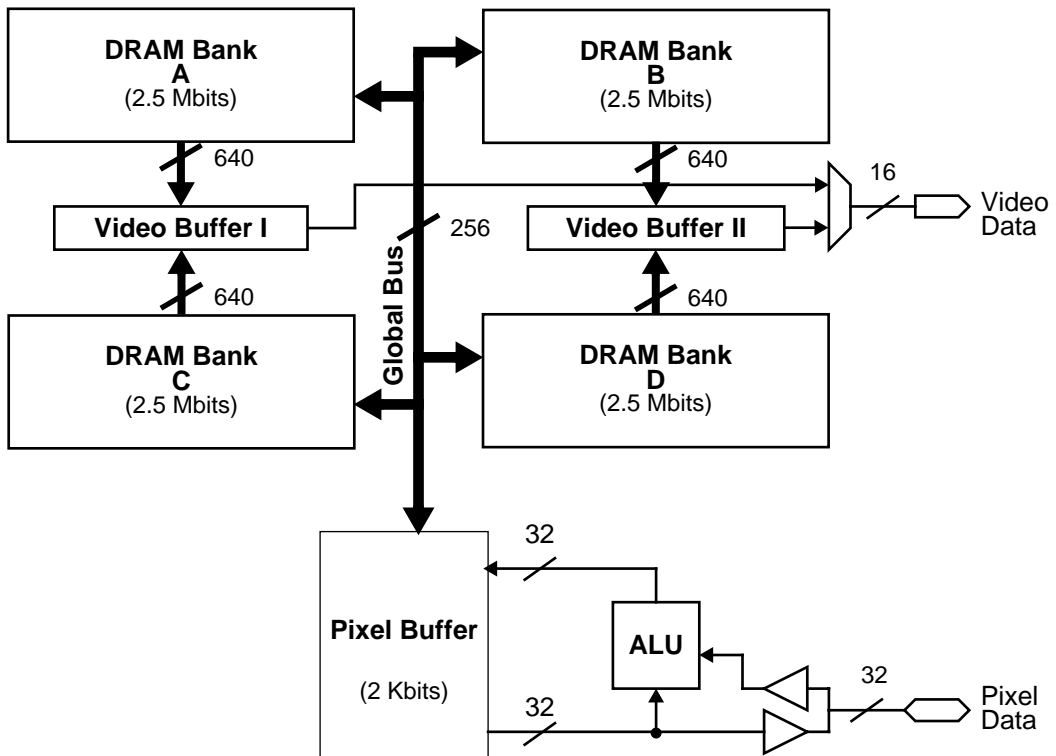 DRAM Bank
A
(2.5 Mbits)
DRAM Bank
B
(2.5 Mbits)
640
640
16
Video
Data
Video Buffer I
256
Video Buffer II
Global Bus
640
640
DRAM Bank
C
(2.5 Mbits)
DRAM Bank
D
(2.5 Mbits)
32
Pixel Buffer
(2 Kbits)
ALU
32
32
Pixel
Data